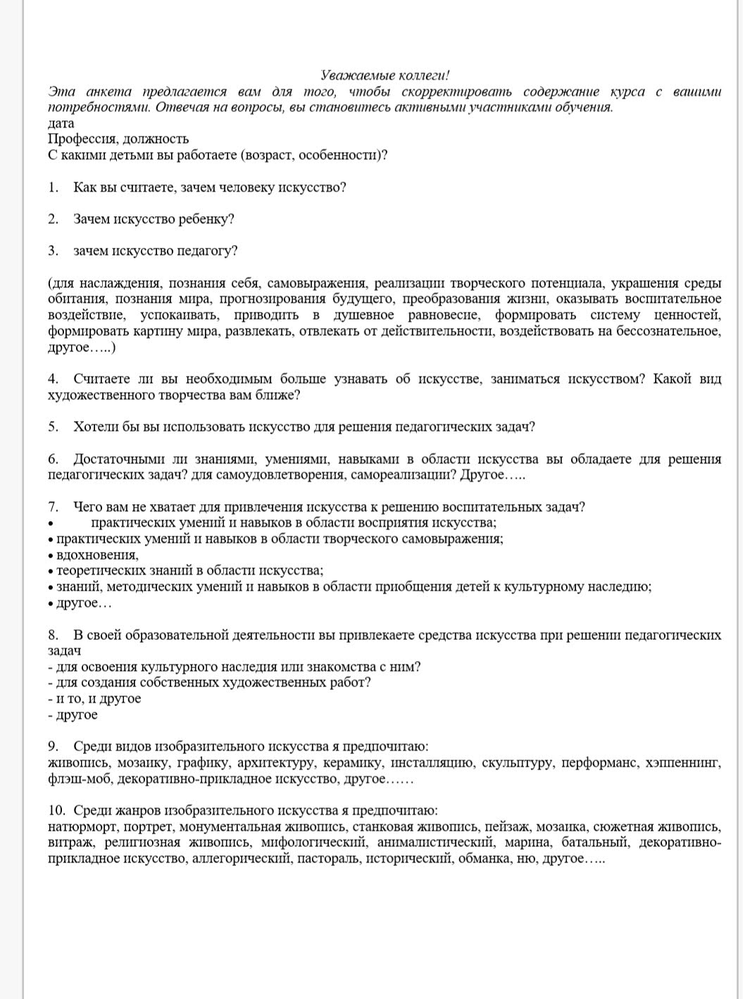 Уважаемые коллеги!
Эта анкета предлагается вам для того, чтобы скорректировать содержание курса с вашими
потребностями. Отвечая на вопросы, вы становитесь активными участниками обучения.
дата
Профессия, должность
С какими детьми вы работаете (возраст, особенности)?
1. Как вы считаете, зачем человеку искусство?
2. Зачем искусство ребенку?
3. зачем искусство педагогу?
(для наслаждения, познания себя, самовыражения, реализации творческого потенциала, украшения среды
обитания, познания мира, прогнозирования будущего, преобразования жизни, оказывать воспитательное
воздействие, успокаивать, приводить в душевное равновесие, формировать систему ценностей,
формировать картину мира, развлекать, отвлекать от действительности, воздействовать на бессознательное,
другое…..)
4. Считаете ли вы необходимым больше узнавать об искусстве, заниматься искусством? Какой вид
художественного творчества вам ближе?
5. Хотели бы вы использовать искусство для решения педагогических задач?
6. Достаточными ли знаниями, умениями, навыками в области искусства вы обладаете для решения
педагогических задач? для самоудовлетворения, самореализации? Другое…..
7. Чего вам не хватает для привлечения искусства к решению воспитательных задач?
• практических умений и навыков в области восприятия искусства;
• практических умений и навыков в области творческого самовыражения;
• вдохновения,
• теоретических знаний в области искусства;
• знаний, методических умений и навыков в области приобщения детей к культурному наследию;
• другое…
8. В своей образовательной деятельности вы привлекаете средства искусства при решении педагогических
задач
- для освоения культурного наследия или знакомства с ним?
- для создания собственных художественных работ?
- и то, и другое
- другое
9. Среди видов изобразительного искусства я предпочитаю:
живопись, мозаику, графику, архитектуру, керамику, инсталляцию, скульптуру, перформанс, хэппеннинг,
флэш-моб, декоративно-прикладное искусство, другое……
10. Среди жанров изобразительного искусства я предпочитаю:
натюрморт, портрет, монументальная живопись, станковая живопись, пейзаж, мозаика, сюжетная живопись,
витраж, религиозная живопись, мифологический, анималистический, марина, батальный, декоративно-
прикладное искусство, аллегорический, пастораль, исторический, обманка, ню, другое…..